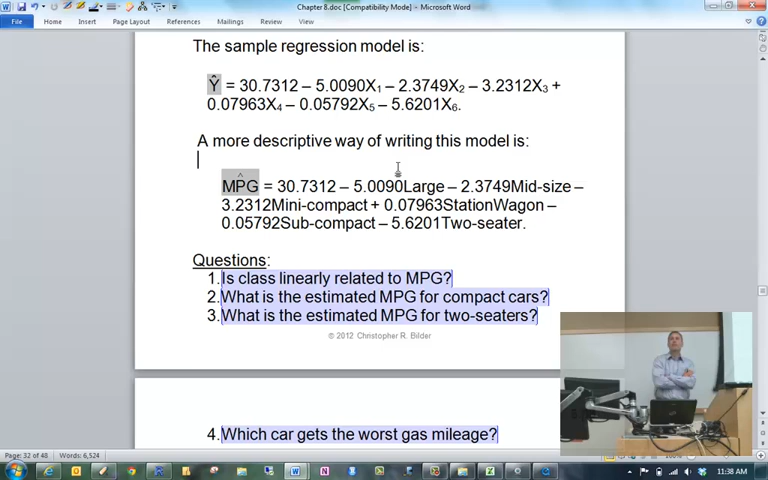 Chapter 8.doc [Compatibility Mode] - Microsoft Word
File Home Insert Page Layout References Mailings Review View
The sample regression model is:
Ŷ = 30.7312 – 5.0090X₁ – 2.3749X₂ – 3.2312X₃ +
0.07963X₄ – 0.05792X₅ – 5.6201X₆.
A more descriptive way of writing this model is:
MPG^ = 30.7312 – 5.0090Large – 2.3749Mid-size –
3.2312Mini-compact + 0.07963StationWagon –
0.05792Sub-compact – 5.6201Two-seater.
Questions:
1. Is class linearly related to MPG?
2. What is the estimated MPG for compact cars?
3. What is the estimated MPG for two-seaters?
© 2012 Christopher R. Bilder
4. Which car gets the worst gas mileage?
Page: 32 of 48 Words: 6,524
11:38 AM